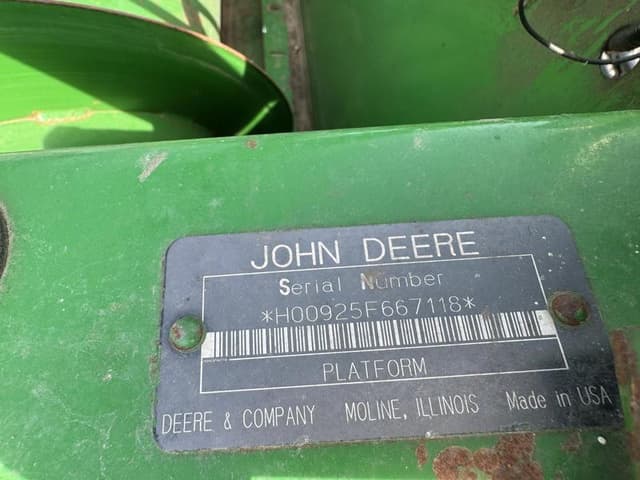 JOHN DEERE
Serial Number
*H00925F667118*
PLATFORM
DEERE & COMPANY MOLINE, ILLINOIS Made in USA